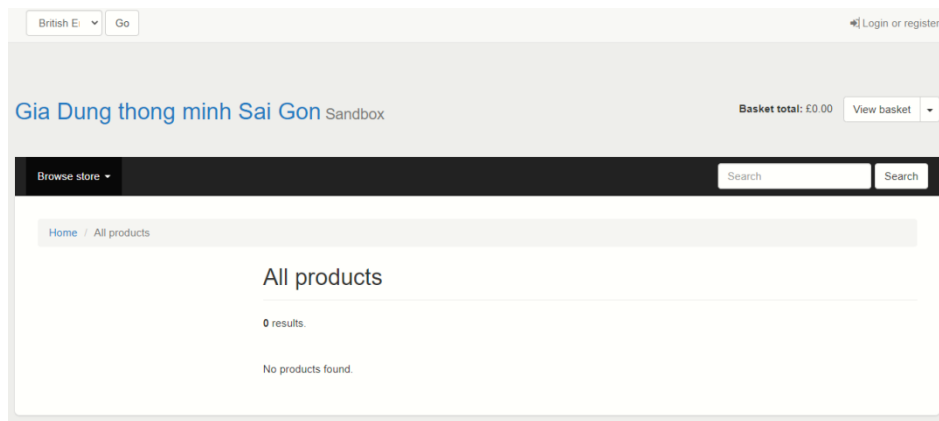 British E
Go
Login or register
Gia Dung thong minh Sai Gon Sandbox
Basket total: £0.00
View basket
Browse store
Search
Search
Home / All products
All products
0 results.
No products found.